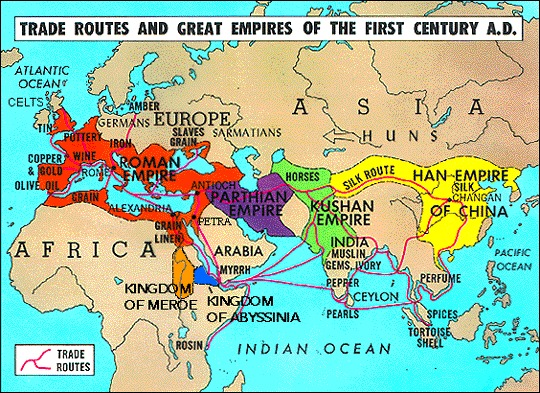 TRADE ROUTES AND GREAT EMPIRES OF THE FIRST CENTURY A.D.
ATLANTIC
OCEAN
CELTS
TIN
AMBER
GERMANS
EUROPE
POTTERY
IRON
SLAVES
GRAIN
SARMATIANS
ASIA
HUNS
COPPER
& GOLD
WINE
ROME
ROMAN
EMPIRE
OLIVE OIL
GRAIN
ANTIOCH
ALEXANDRIA
PETRA
GRAIN
LINEN
PARTHIAN
EMPIRE
HORSES
SILK ROUTE
KUSHAN
EMPIRE
HAN EMPIRE
SILK
CHANGAN
OF CHINA
AFRICA
ARABIA
MYRRH
INDIA
MUSLIN
GEMS, IVORY
PACIFIC
OCEAN
KINGDOM
OF MEROE
KINGDOM
OF ABYSSINIA
PEPPER
CEYLON
PEARLS
PERFUME
SPICES
TORTOISE
SHELL
ROSIN
INDIAN OCEAN
TRADE
ROUTES